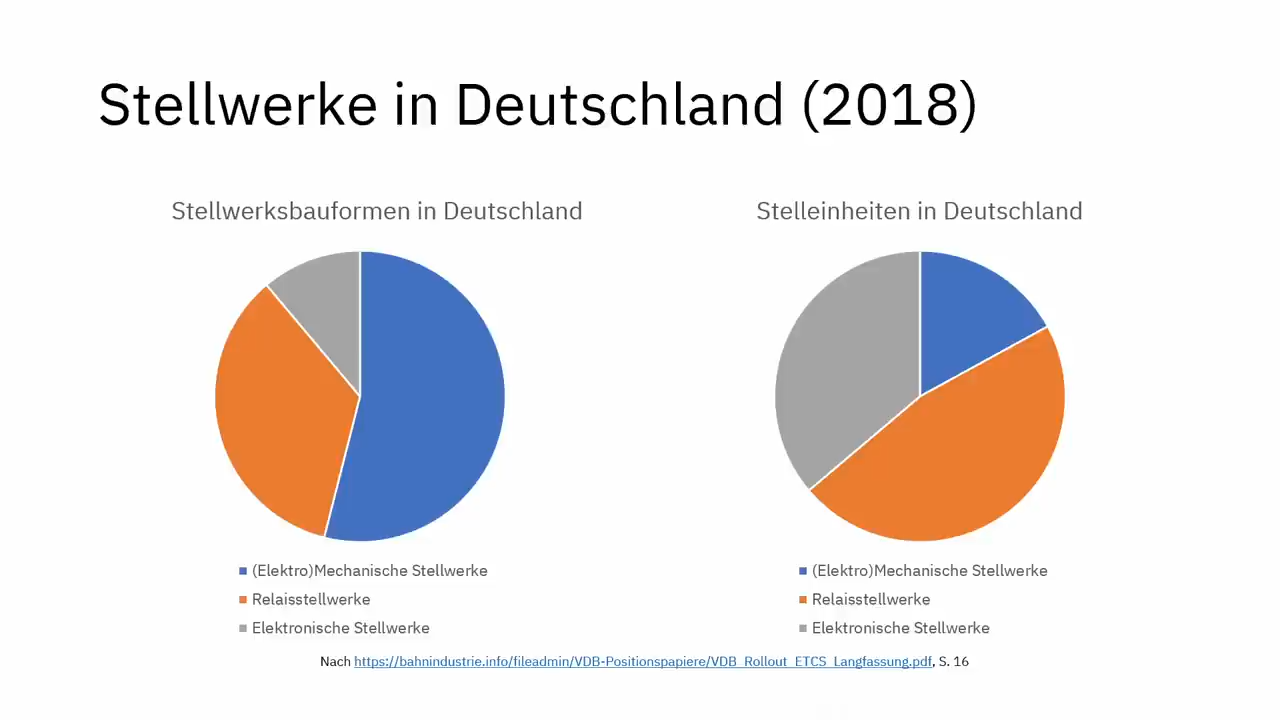 Stellwerke in Deutschland (2018)
Stellwerksbauformen in Deutschland
(Elektro)Mechanische Stellwerke
Relaisstellwerke
Elektronische Stellwerke
Stelleinheiten in Deutschland
(Elektro)Mechanische Stellwerke
Relaisstellwerke
Elektronische Stellwerke
Nach https://bahnindustrie.info/fileadmin/VDB-Positionspapiere/VDB_Rollout_ETCS_Langfassung.pdf, S. 16